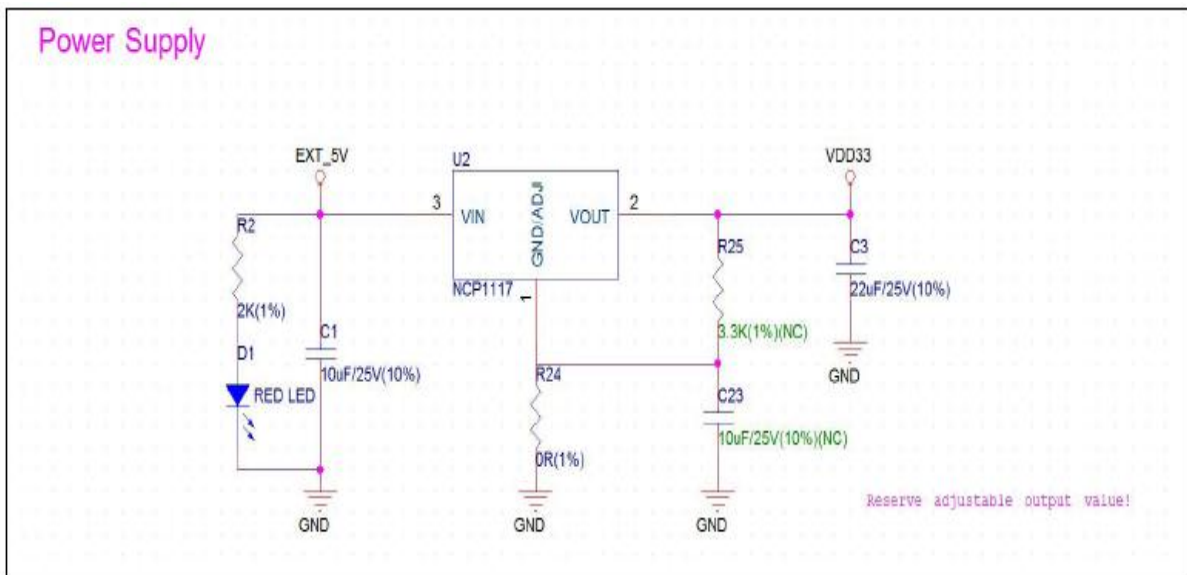 Power Supply
EXT_5V
VDD33
U2
R2
3
VIN
GND/ADJ
VOUT
2
R25
C3
NCP1117
1
22uF/25V(10%)
2K(1%)
C1
3.3K(1%)(NC)
D1
10uF/25V(10%)
R24
GND
RED LED
C23
10uF/25V(10%)(NC)
0R(1%)
Reserve adjustable output value!
GND
GND
GND